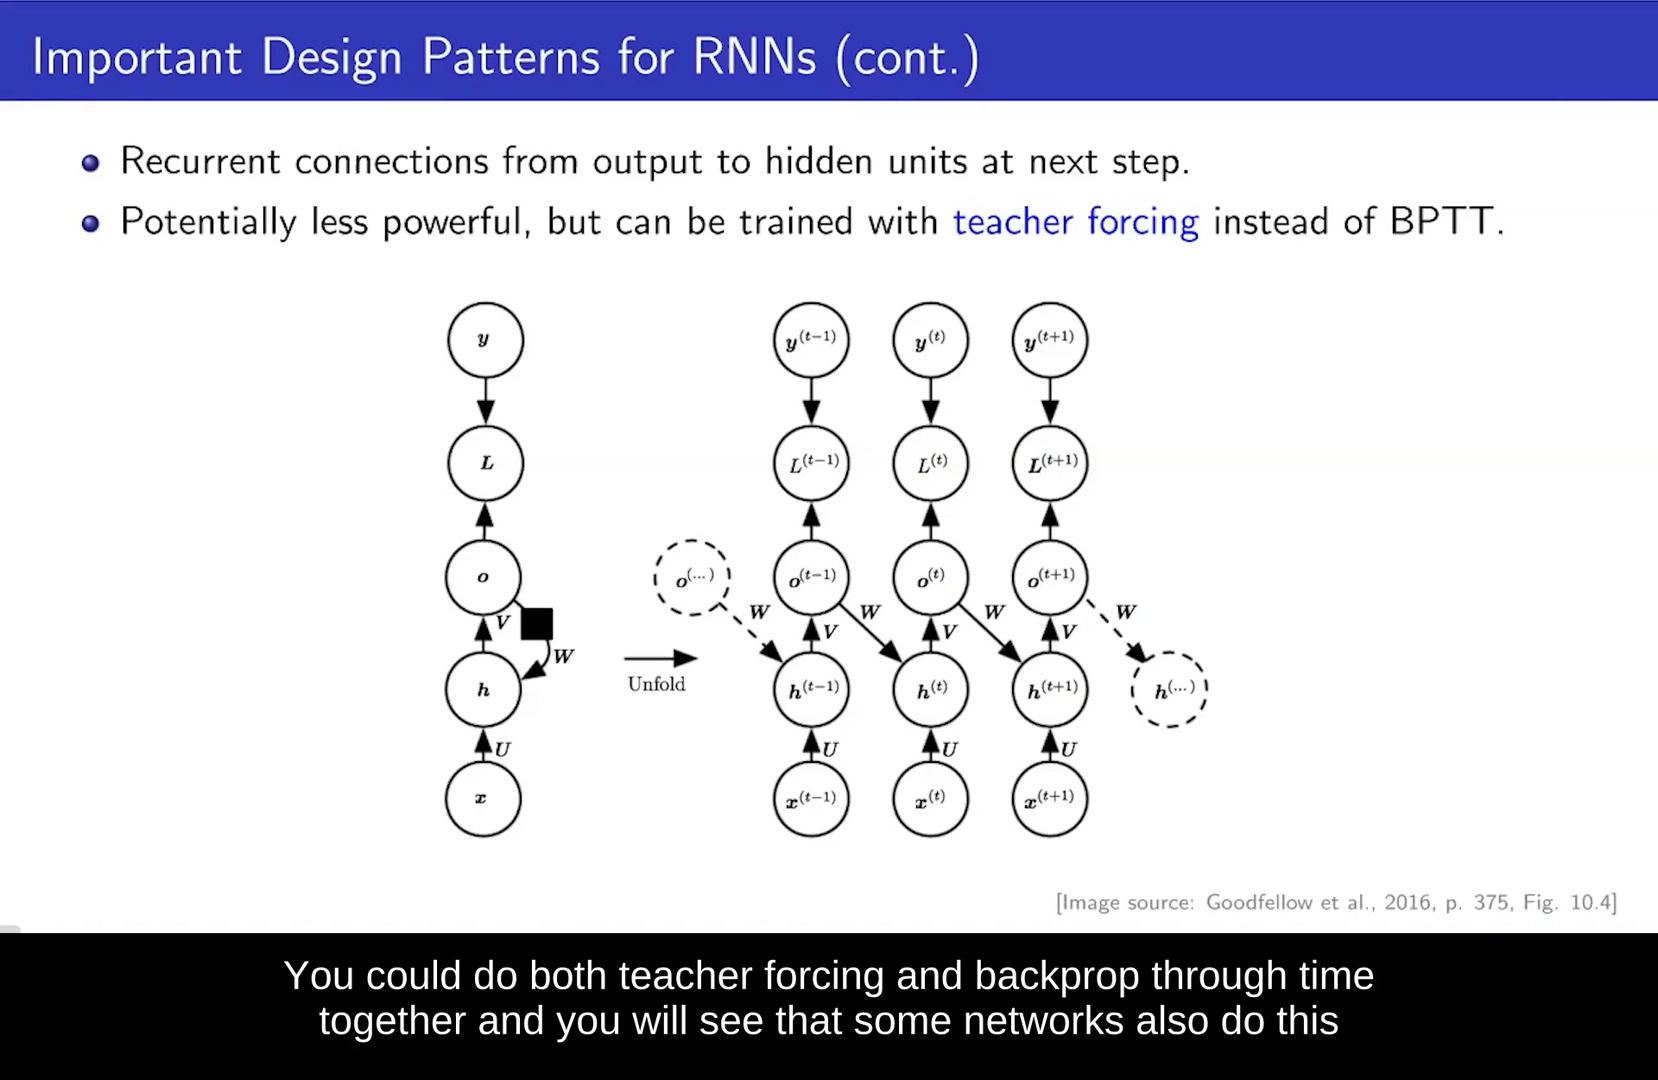 Important Design Patterns for RNNs (cont.)
Recurrent connections from output to hidden units at next step.
Potentially less powerful, but can be trained with teacher forcing instead of BPTT.
y y^(t−1) y^(t) y^(t+1)
L L^(t−1) L^(t) L^(t+1)
o o^(...) o^(t−1) o^(t) o^(t+1)
W W W W
V V V V
W
Unfold
h h^(t−1) h^(t) h^(t+1) h^(...)
U U U U
x x^(t−1) x^(t) x^(t+1)
[Image source: Goodfellow et al., 2016, p. 375, Fig. 10.4]
You could do both teacher forcing and backprop through time
together and you will see that some networks also do this